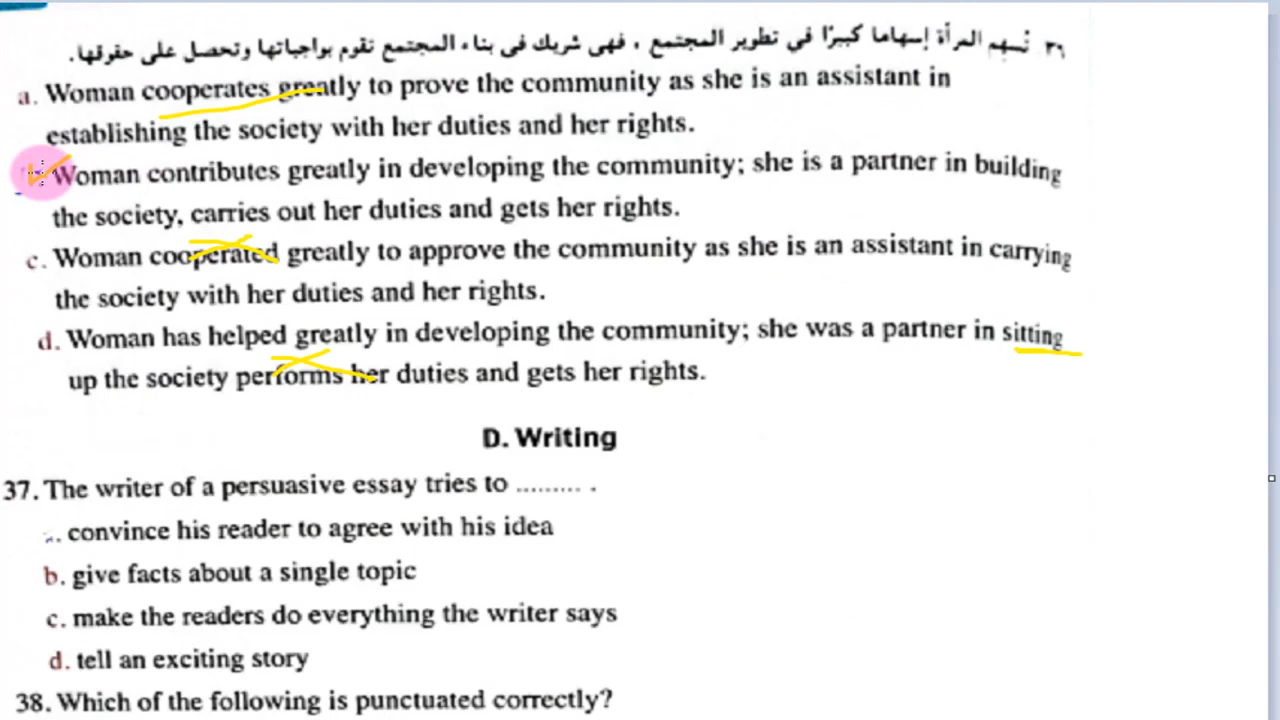 ٣٦ تُسهم المرأة إسهاما كبيرًا في تطوير المجتمع ، فهى شريك فى بناء المجتمع تقوم بواجباتها وتحصل على حقوقها.
a. Woman cooperates greatly to prove the community as she is an assistant in
establishing the society with her duties and her rights.
Woman contributes greatly in developing the community; she is a partner in building
the society, carries out her duties and gets her rights.
c. Woman cooperated greatly to approve the community as she is an assistant in carrying
the society with her duties and her rights.
d. Woman has helped greatly in developing the community; she was a partner in sitting
up the society performs her duties and gets her rights.
D. Writing
37. The writer of a persuasive essay tries to ......... .
convince his reader to agree with his idea
b. give facts about a single topic
c. make the readers do everything the writer says
d. tell an exciting story
38. Which of the following is punctuated correctly?